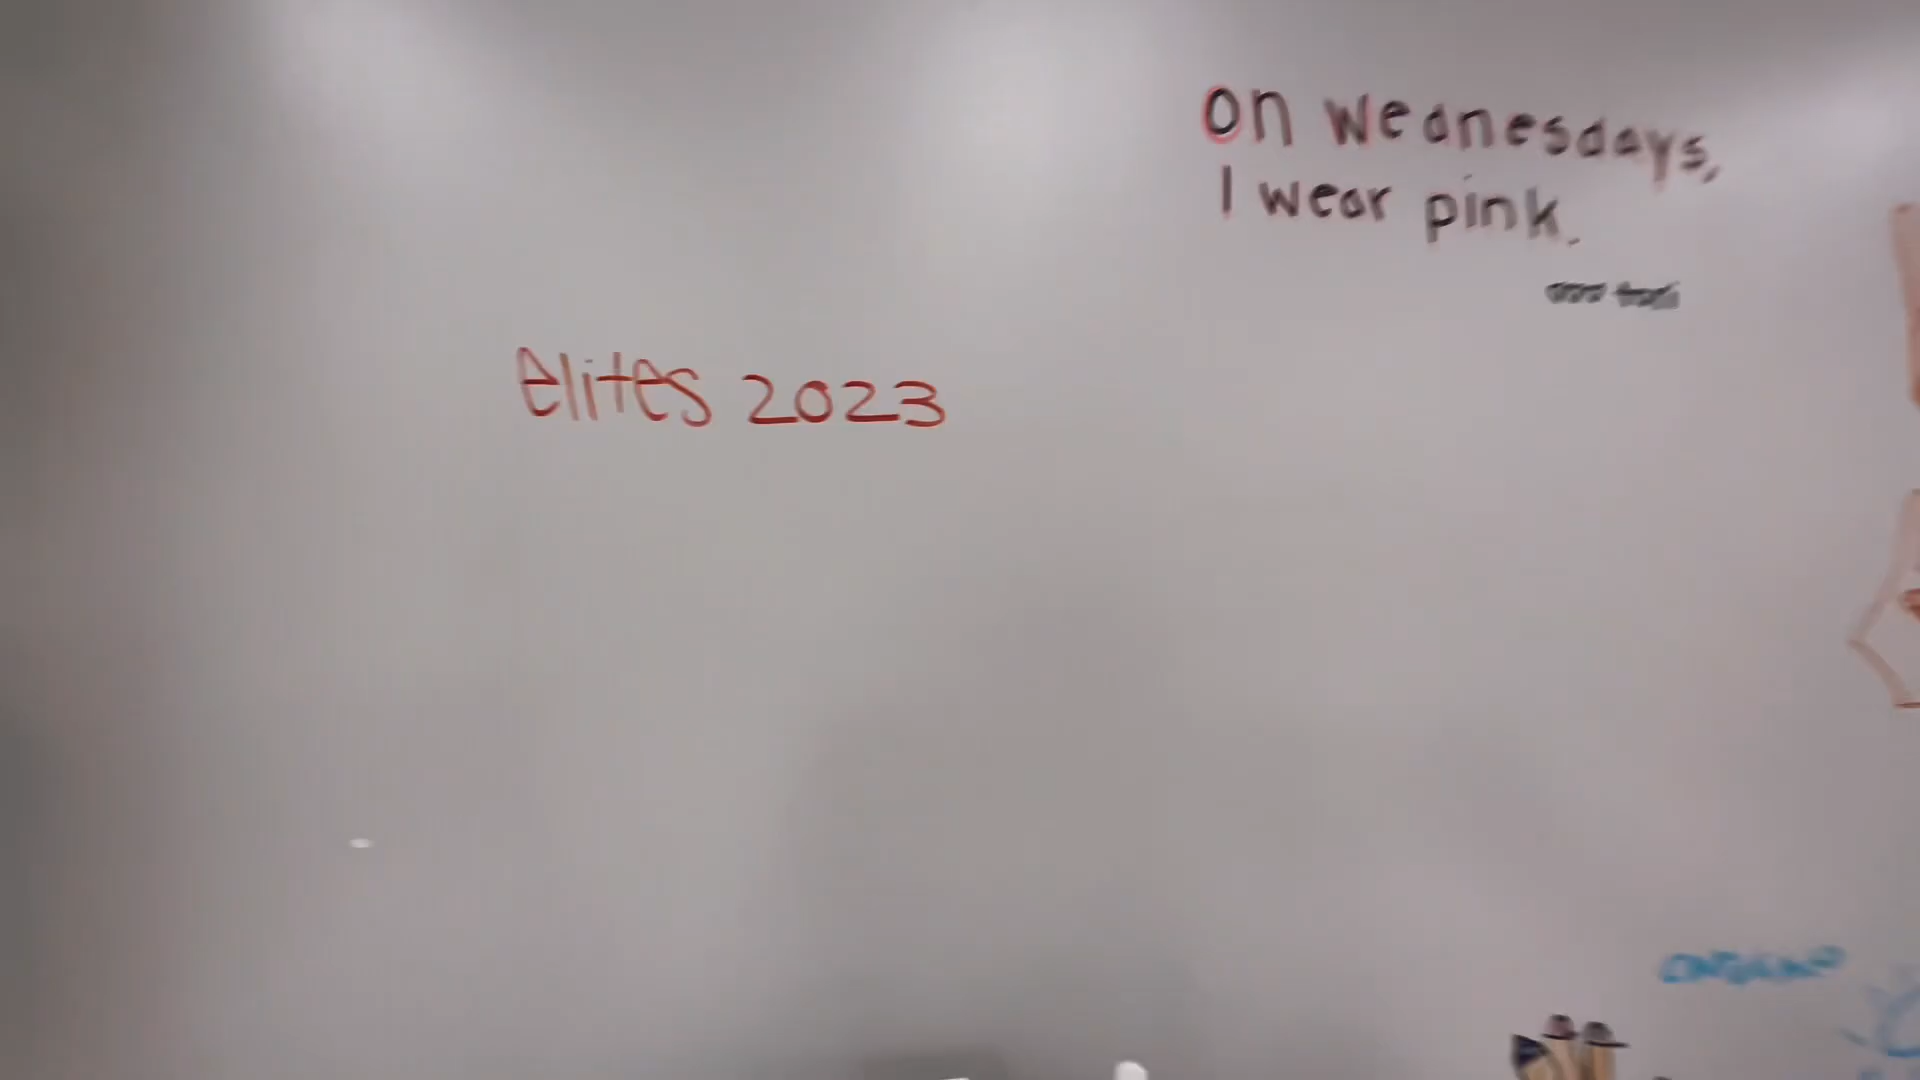 on wednesdays,
I wear pink.
elites 2023